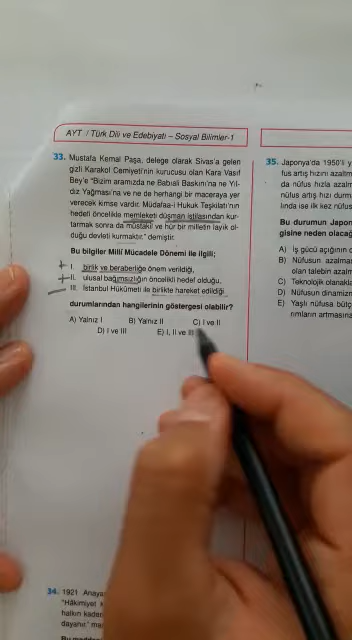 AYT / Türk Dili ve Edebiyatı – Sosyal Bilimler-1
33. Mustafa Kemal Paşa, delege olarak Sivas'a gelen
gizli Karakol Cemiyeti'nin kurucusu olan Kara Vasıf
Bey'e "Bizim aramızda ne Babıali Baskını'na ne Yıl-
dız Yağması'na ve ne de herhangi bir maceraya yer
verecek kimse vardır. Müdafaa-i Hukuk Teşkilatı'nın
hedefi öncelikle memleketi düşman istilasından kur-
tarmak sonra da müstakil ve hür bir milletin layık ol-
duğu devleti kurmaktır." demiştir.
Bu bilgiler Millî Mücadele Dönemi ile ilgili;
I. birlik ve beraberliğe önem verildiği,
II. ulusal bağımsızlığın öncelikli hedef olduğu,
III. İstanbul Hükûmeti ile birlikte hareket edildiği
durumlarından hangilerinin göstergesi olabilir?
A) Yalnız I B) Yalnız II C) I ve II
D) I ve III E) I, II ve III
34. 1921 Anaya
"Hâkimiyet
halkın kader
dayanır." ma
35. Japonya'da 1950'li y
fus artış hızını azaltm
da nüfus hızla azalm
nüfus artış hızı durm
lında ise ilk kez nüfus
Bu durumun Japon
gisine neden olacağ
A) İş gücü açığının
B) Nüfusun azalma
olan talebin azalm
C) Teknolojik olanakla
D) Nüfusun dinamizm
E) Yaşlı nüfusa bütç
rımların artmasına